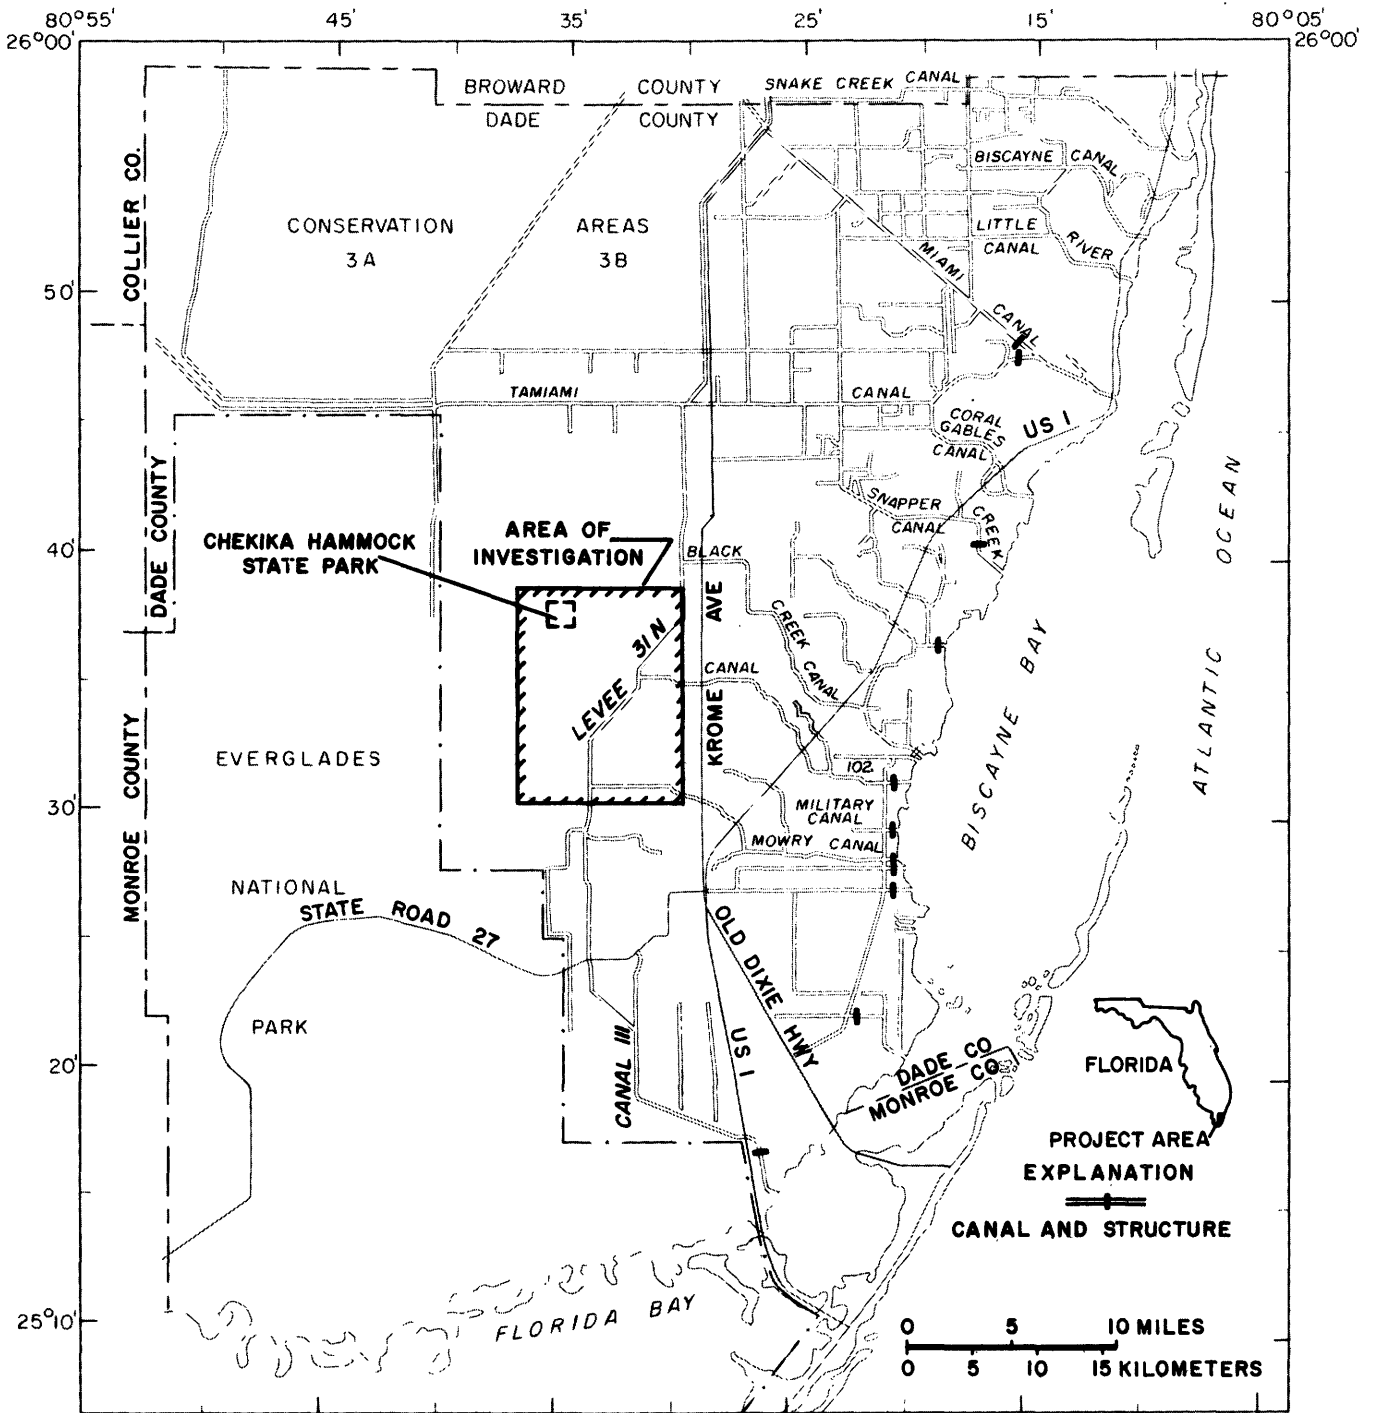 80°55' 45' 35' 25' 15' 80°05'
26°00' 26°00'
BROWARD COUNTY
DADE COUNTY
SNAKE CREEK CANAL
COLLIER CO.
BISCAYNE CANAL
CONSERVATION AREAS
3A 3B
LITTLE RIVER
CANAL
MIAMI CANAL
50'
TAMIAMI CANAL
CORAL
GABLES
CANAL
US 1
SNAPPER CREEK
CANAL
DADE COUNTY
40'
CHEKIKA HAMMOCK
STATE PARK
AREA OF
INVESTIGATION
BLACK
CREEK CANAL
KROME AVE
LEVEE 31 N
CANAL
BISCAYNE BAY
ATLANTIC OCEAN
MONROE COUNTY
EVERGLADES
102
30'
MILITARY
CANAL
MOWRY CANAL
NATIONAL
STATE ROAD 27
OLD DIXIE HWY
PARK
CANAL III
US 1
20'
DADE CO
MONROE CO
FLORIDA
PROJECT AREA
EXPLANATION
CANAL AND STRUCTURE
25°10'
FLORIDA BAY
0 5 10 MILES
0 5 10 15 KILOMETERS